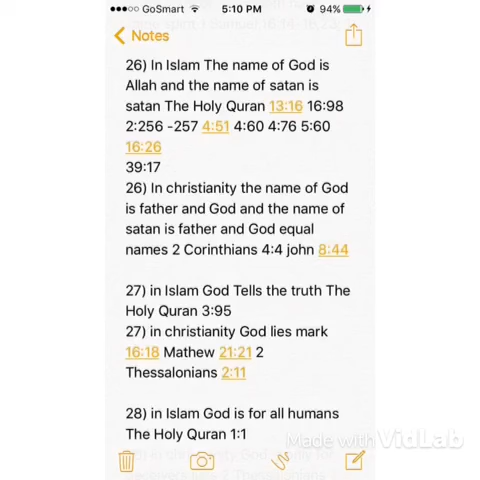 GoSmart 5:10 PM 94%
Notes
26) In Islam The name of God is
Allah and the name of satan is
satan The Holy Quran 13:16 16:98
2:256 -257 4:51 4:60 4:76 5:60
16:26
39:17
26) In christianity the name of God
is father and God and the name of
satan is father and God equal
names 2 Corinthians 4:4 john 8:44
27) in Islam God Tells the truth The
Holy Quran 3:95
27) in christianity God lies mark
16:18 Mathew 21:21 2
Thessalonians 2:11
28) in Islam God is for all humans
The Holy Quran 1:1
Made with VidLab